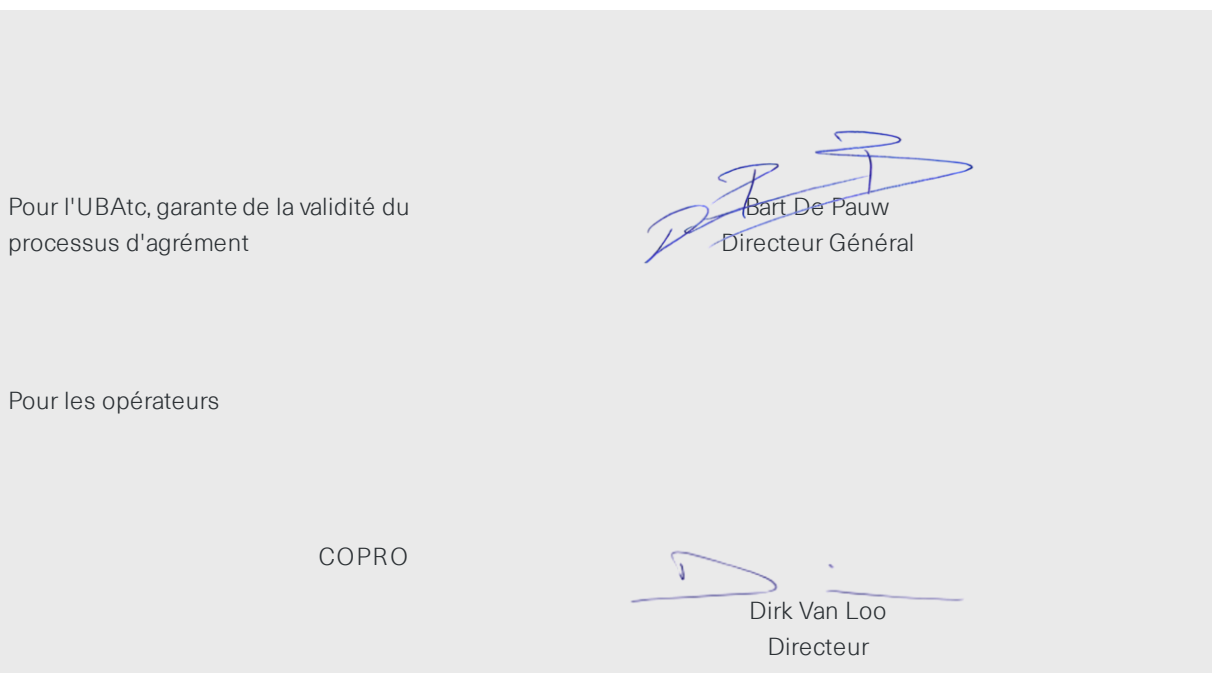 Pour l'UBAtc, garante de la validité du
processus d'agrément
Bart De Pauw
Directeur Général
Pour les opérateurs
COPRO
Dirk Van Loo
Directeur